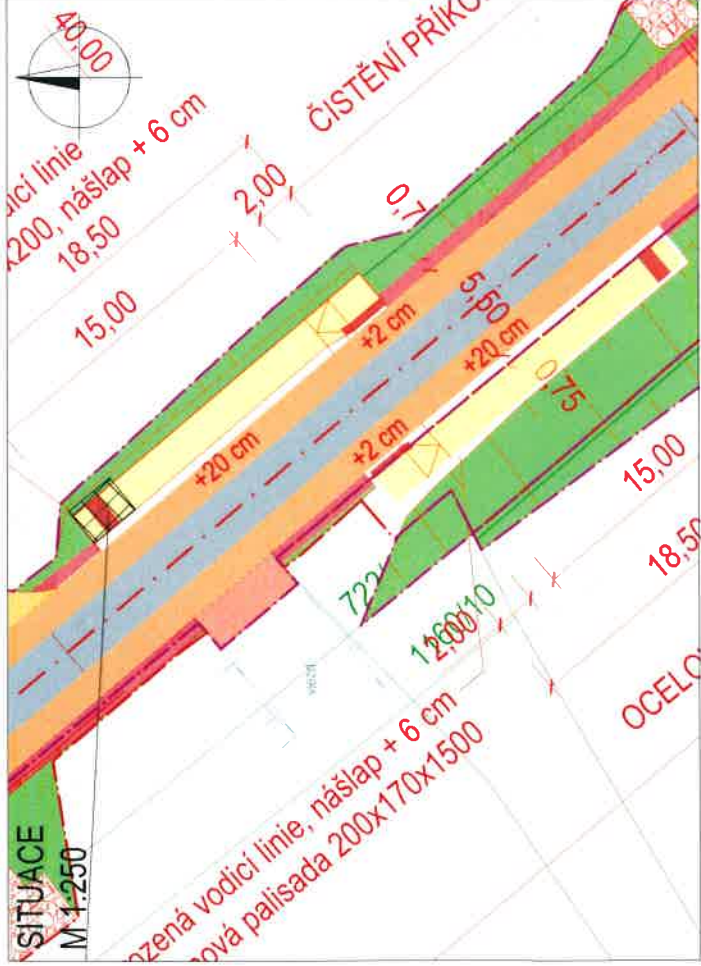 40,00
dicí linie
x200, nášlap + 6 cm
18,50
2,00
15,00
ČISTĚNÍ PŘÍKO
0,7
5,50
+2 cm
+20 cm
+20 cm
+2 cm
0,75
15,00
18,50
722/
1160/10
2,00
OCELO
ozená vodicí linie, nášlap + 6 cm
ová palisada 200x170x1500
SITUACE
M 1:250